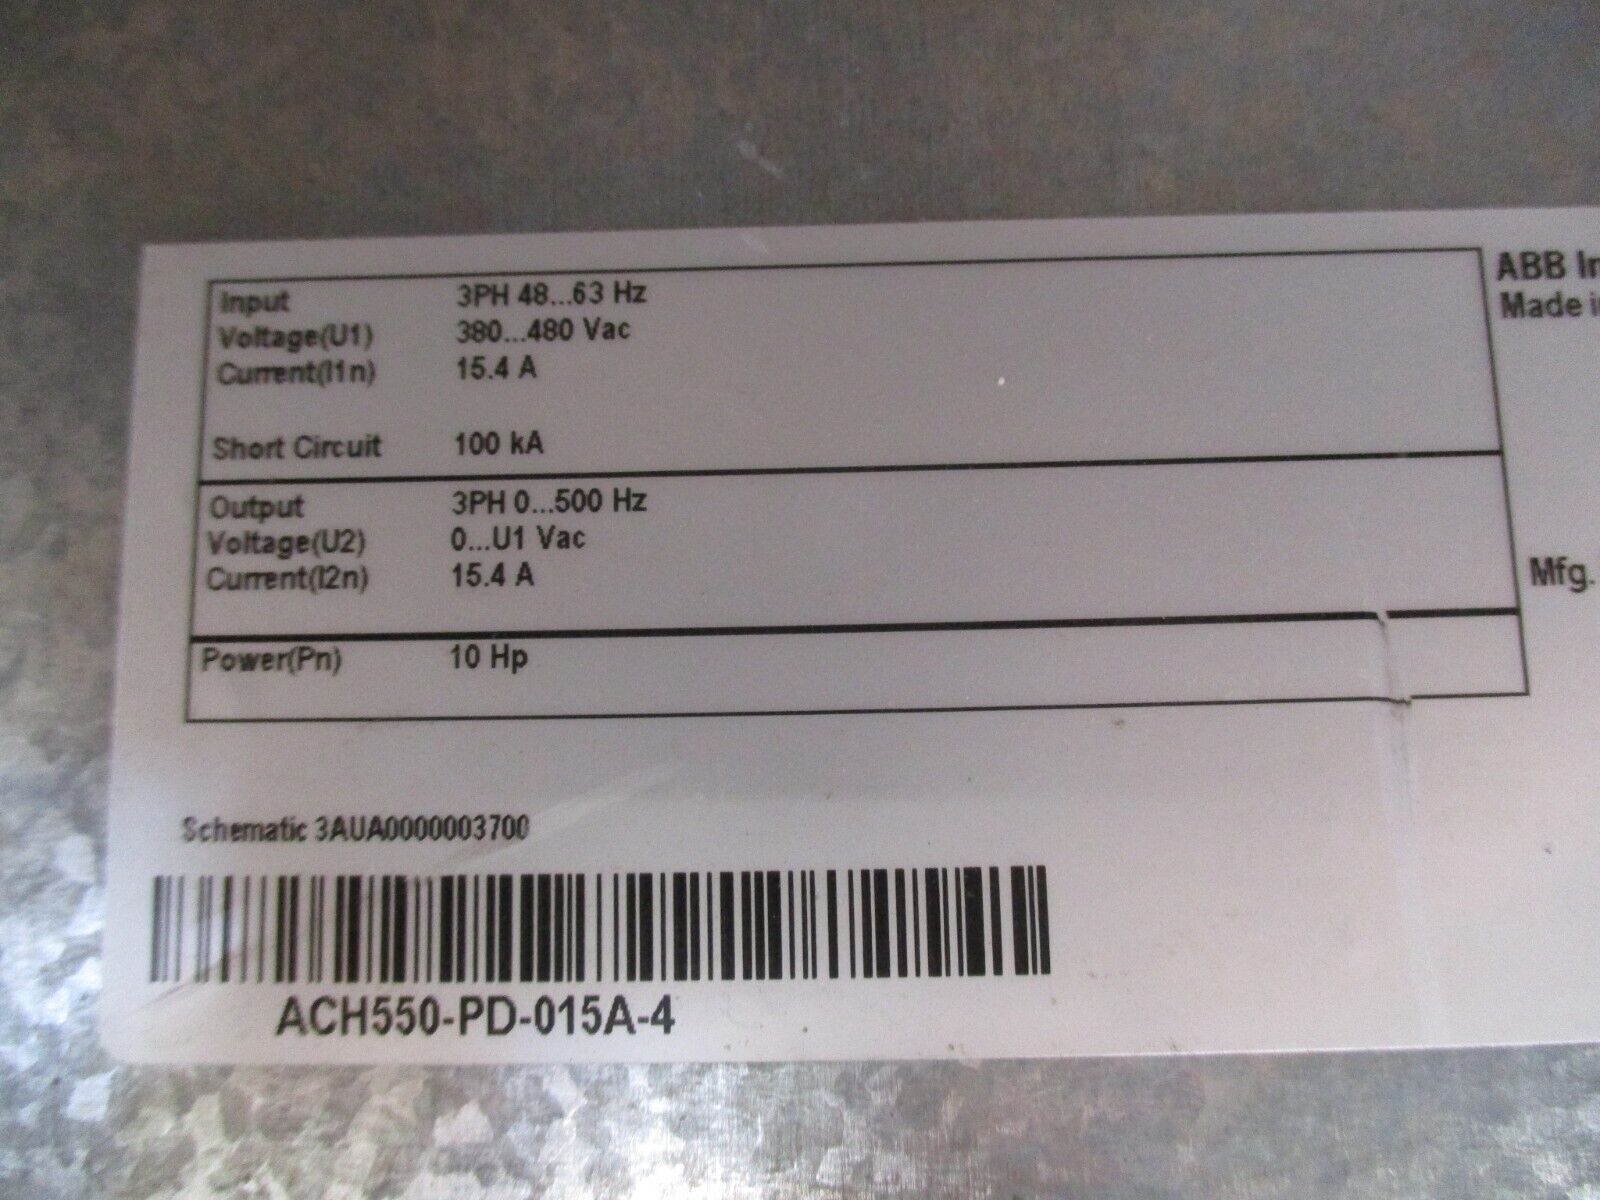 Input 3PH 48...63 Hz
Voltage(U1) 380...480 Vac
Current(I1n) 15.4 A
Short Circuit 100 kA
Output 3PH 0...500 Hz
Voltage(U2) 0...U1 Vac
Current(I2n) 15.4 A
Power(Pn) 10 Hp
ABB
Made
Mfg.
Schematic 3AUA0000003700
ACH550-PD-015A-4